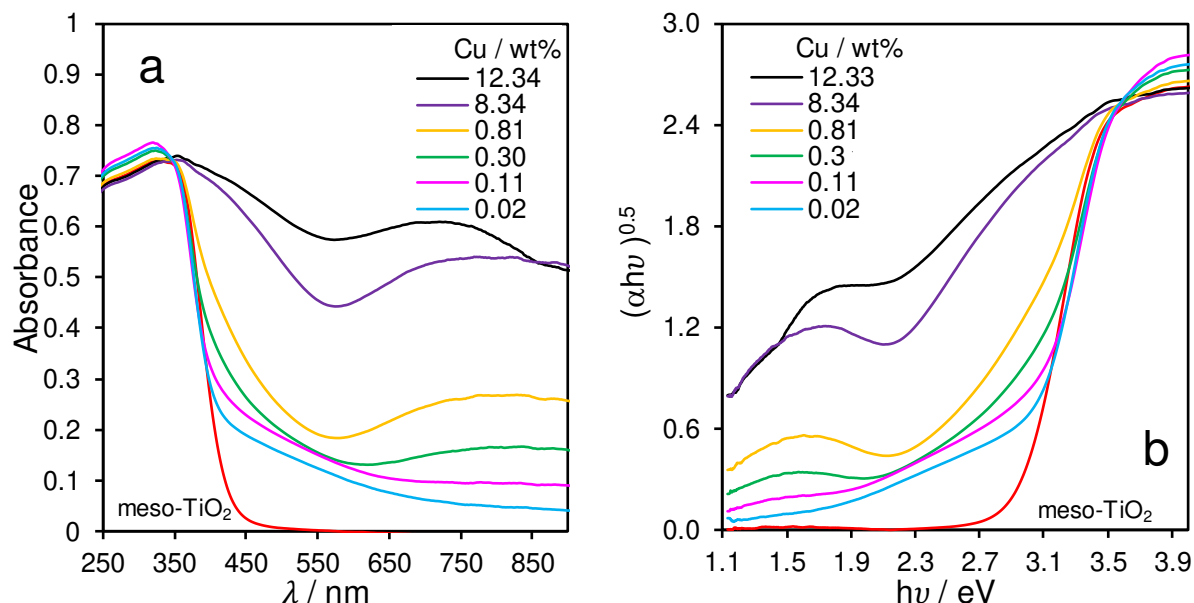 a
Cu / wt%
12.34
8.34
0.81
0.30
0.11
0.02
meso-TiO₂
Absorbance
1
0.9
0.8
0.7
0.6
0.5
0.4
0.3
0.2
0.1
0
250 350 450 550 650 750 850
λ / nm
b
Cu / wt%
12.33
8.34
0.81
0.3
0.11
0.02
meso-TiO₂
(αhυ )⁰·⁵
3.0
2.4
1.8
1.2
0.6
0.0
1.1 1.5 1.9 2.3 2.7 3.1 3.5 3.9
hυ / eV